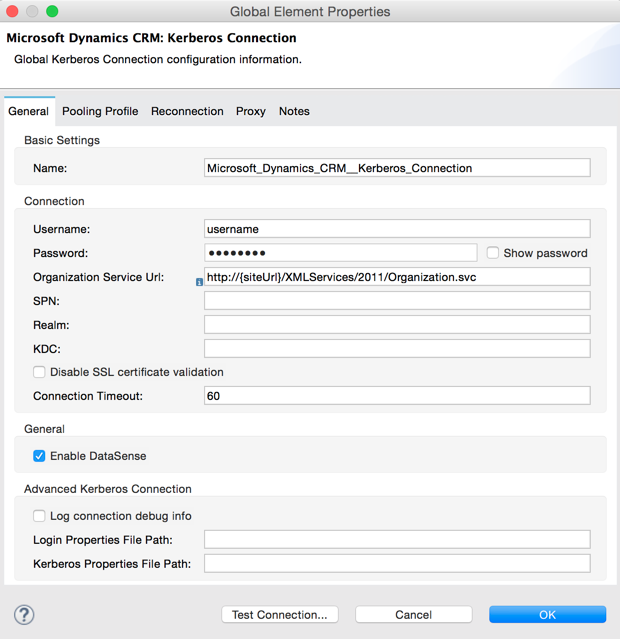 Global Element Properties
Microsoft Dynamics CRM: Kerberos Connection
Global Kerberos Connection configuration information.
General Pooling Profile Reconnection Proxy Notes
Basic Settings
Name: Microsoft_Dynamics_CRM__Kerberos_Connection
Connection
Username: username
Password: ●●●●●●●● Show password
Organization Service Url: http://{siteUrl}/XMLServices/2011/Organization.svc
SPN:
Realm:
KDC:
Disable SSL certificate validation
Connection Timeout: 60
General
Enable DataSense
Advanced Kerberos Connection
Log connection debug info
Login Properties File Path:
Kerberos Properties File Path:
? Test Connection... Cancel OK